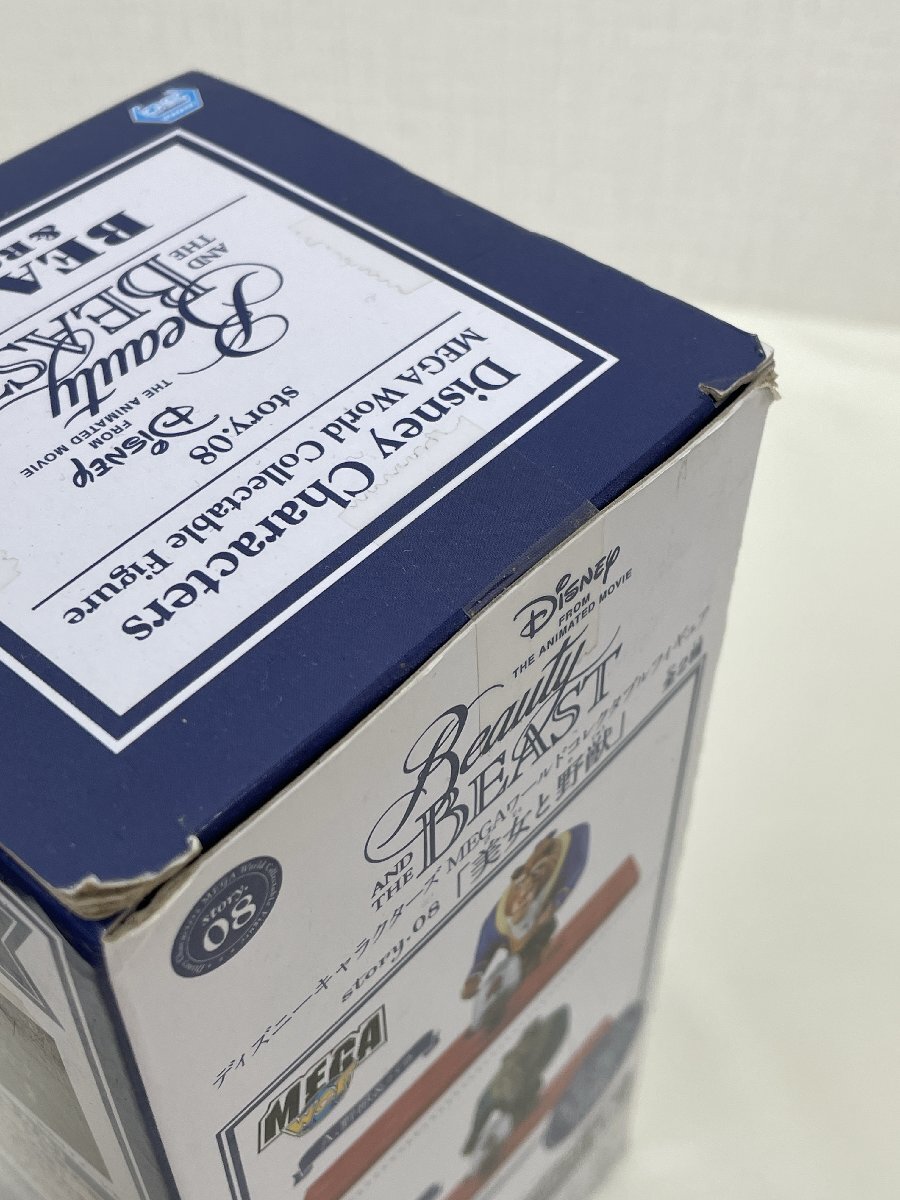 Disney Characters
MEGA World Collectable Figure
story.08
Disney
FROM
THE ANIMATED MOVIE
Beauty
AND THE BEAST
BEA
&
Disney
FROM
THE ANIMATED MOVIE
Beauty
AND THE BEAST
ディズニーキャラクターズ MEGAワールドコレクタブルフィギュア
story.08 「美女と野獣」 全2種
story.
08
MEGA